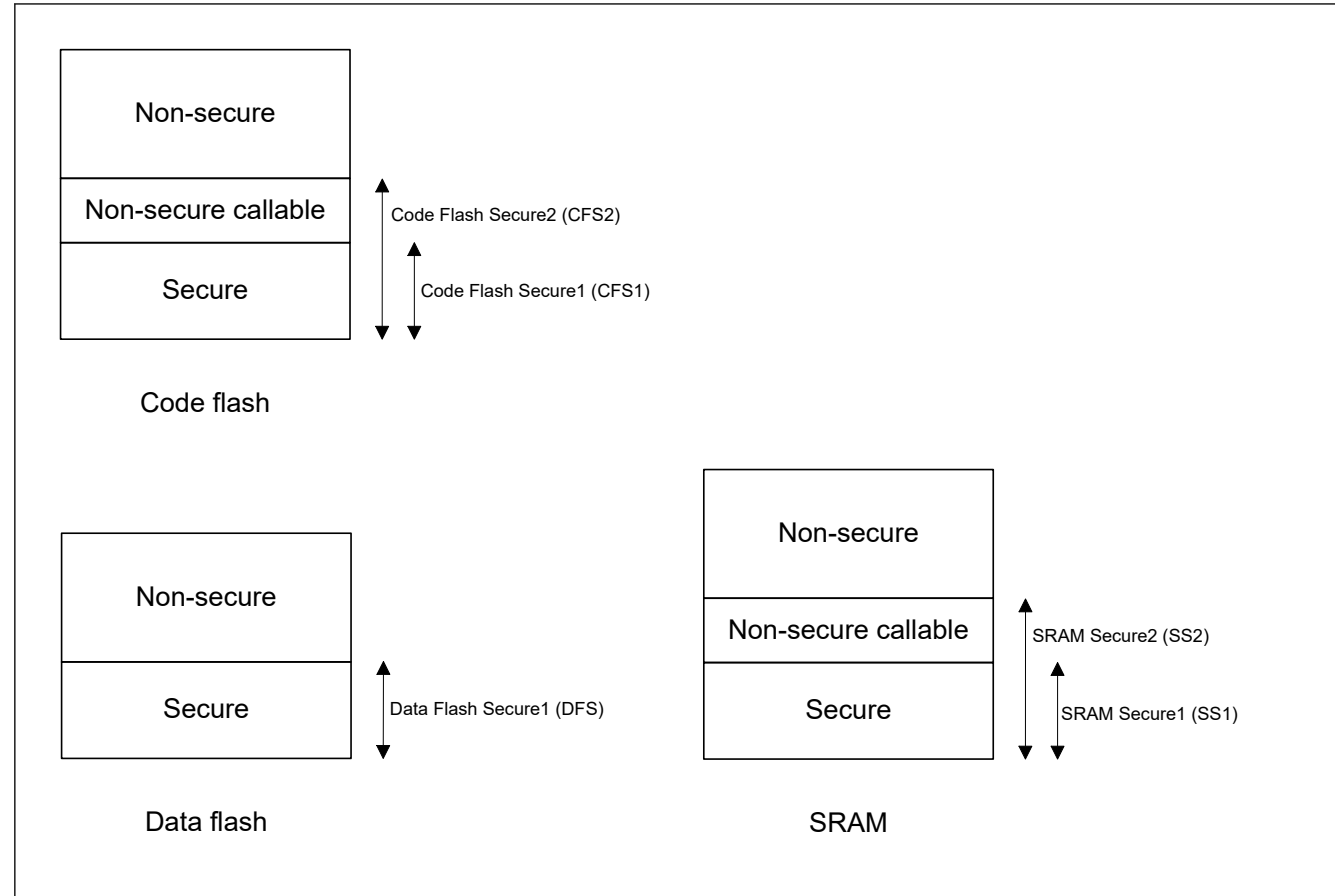 Non-secure
Non-secure callable
Code Flash Secure2 (CFS2)
Secure
Code Flash Secure1 (CFS1)
Code flash
Non-secure
Secure
Data Flash Secure1 (DFS)
Data flash
Non-secure
Non-secure callable
SRAM Secure2 (SS2)
Secure
SRAM Secure1 (SS1)
SRAM